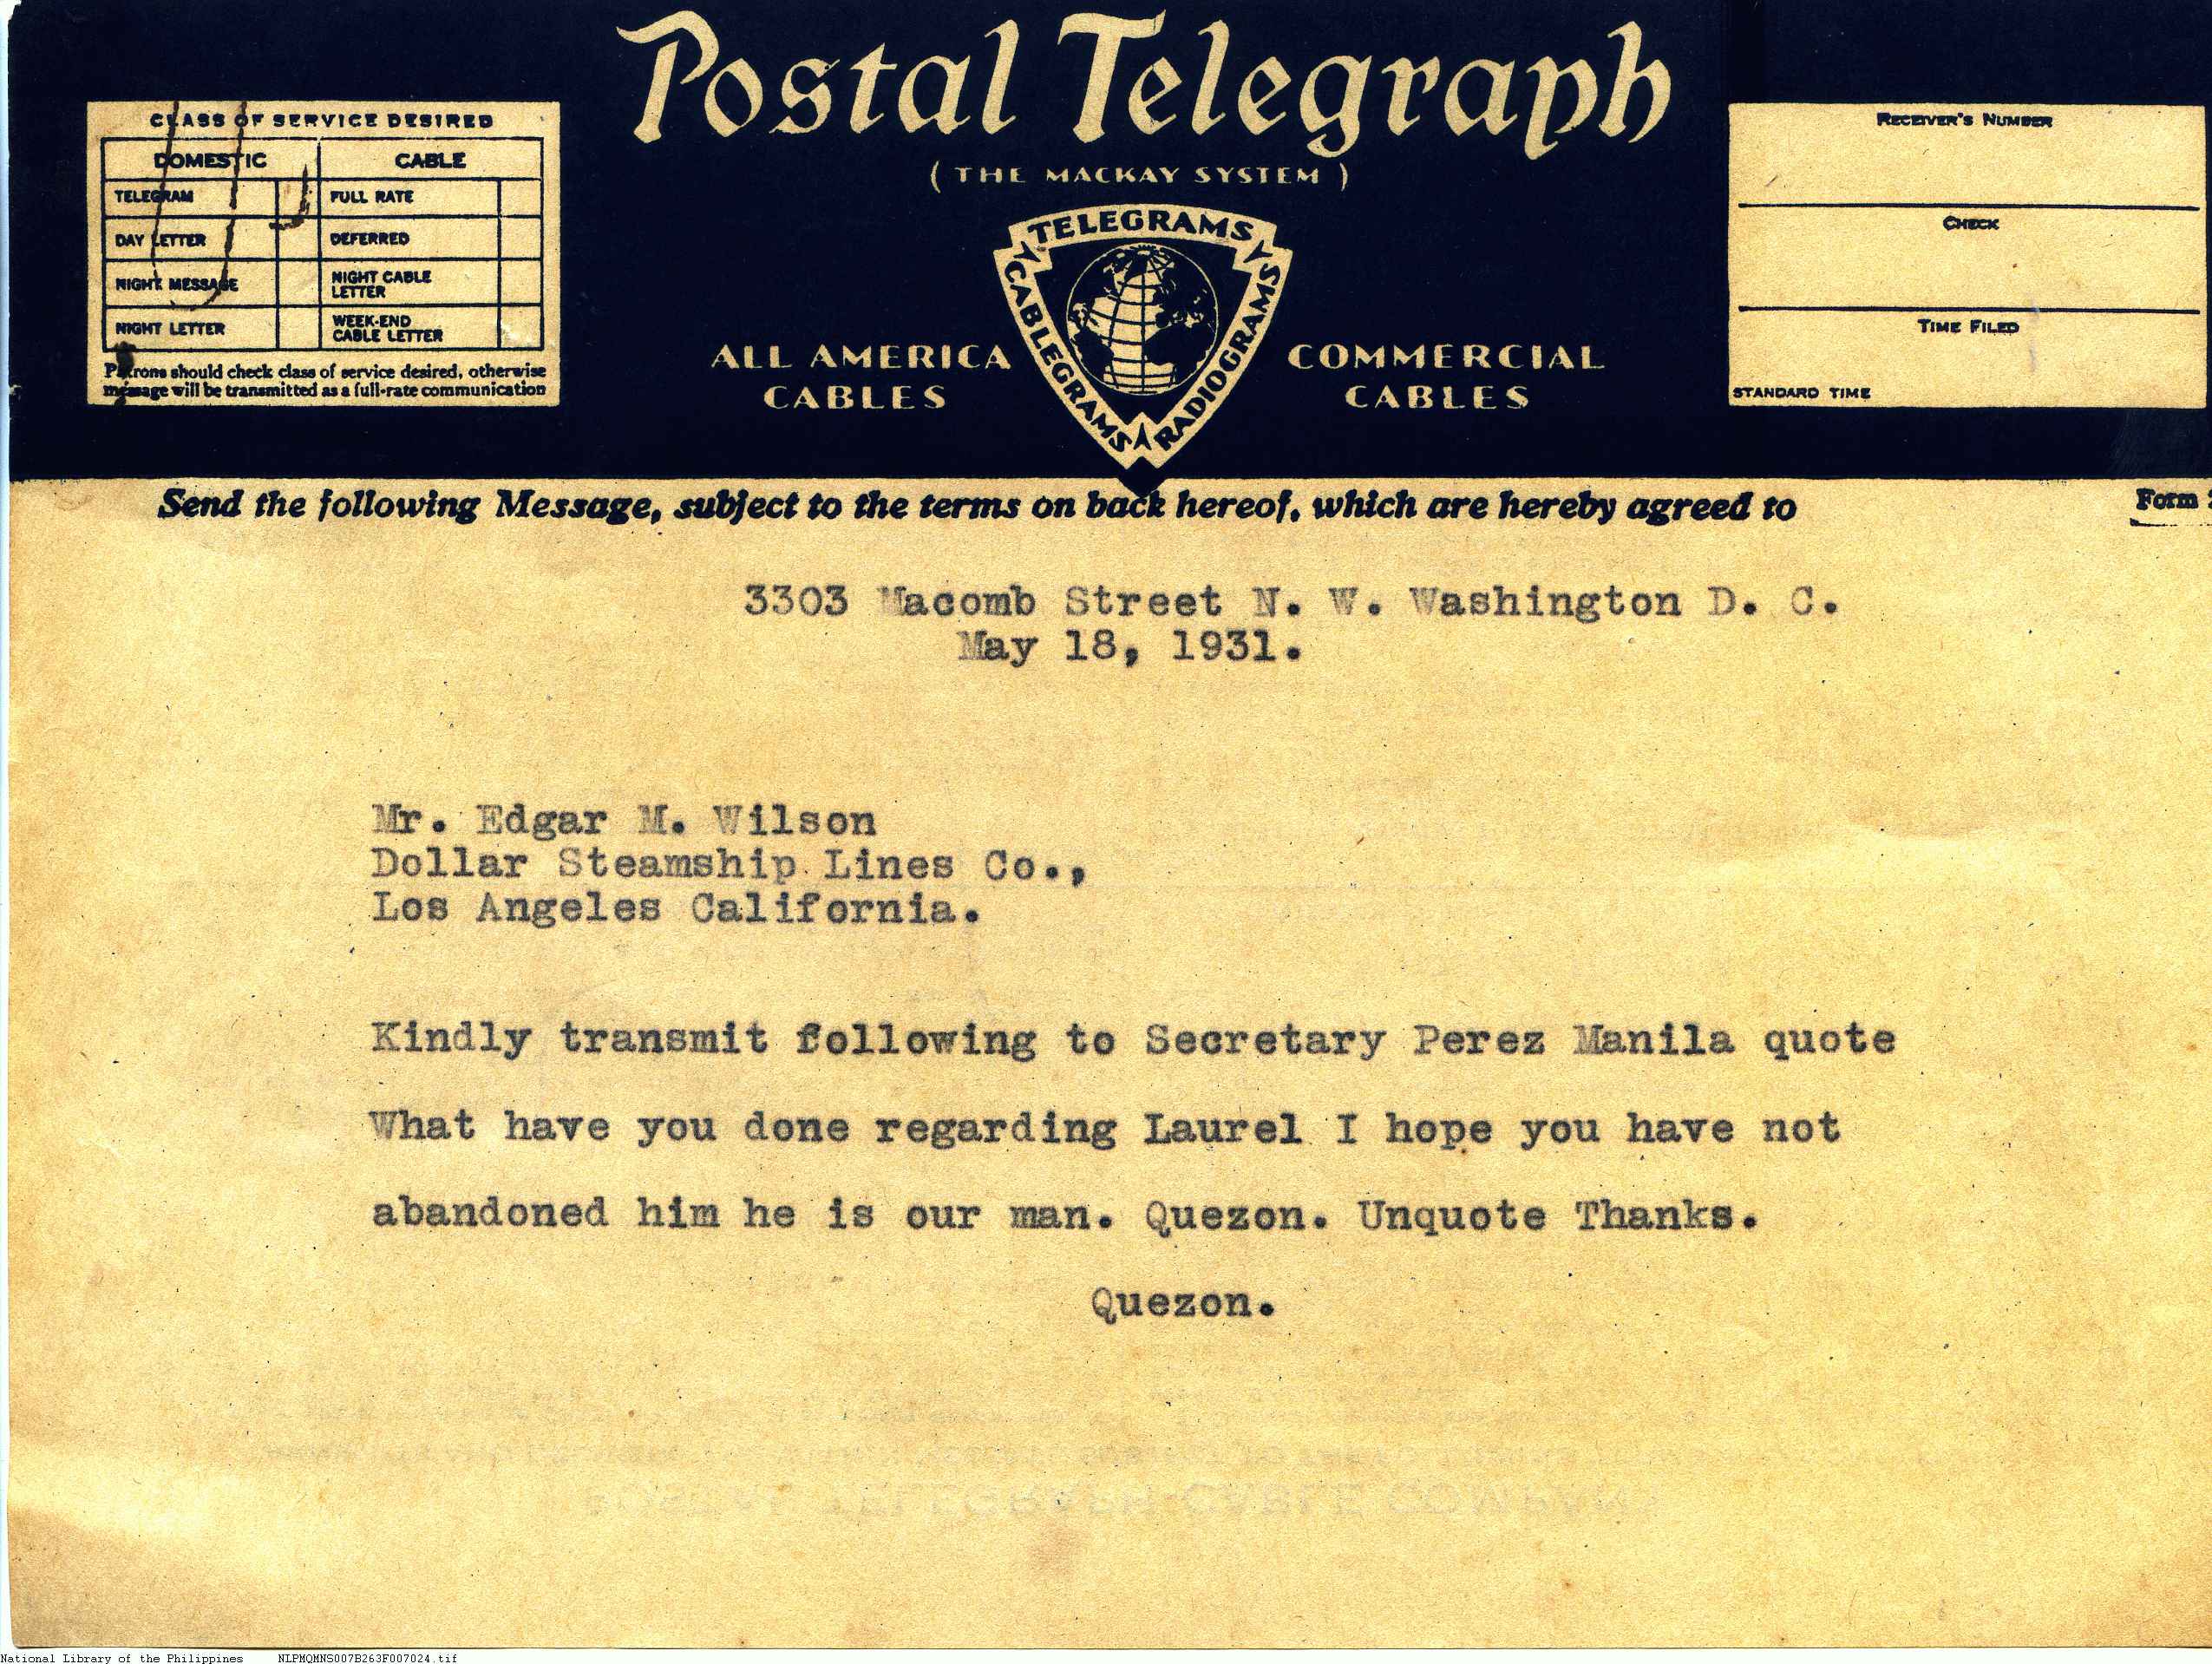 Postal Telegraph
(THE MACKAY SYSTEM)
CLASS OF SERVICE DESIRED
DOMESTIC CABLE
TELEGRAM FULL RATE
DAY LETTER DEFERRED
NIGHT MESSAGE NIGHT CABLE LETTER
NIGHT LETTER WEEK-END CABLE LETTER
Patrons should check class of service desired, otherwise
message will be transmitted as a full-rate communication
TELEGRAMS
CABLEGRAMS
RADIOGRAMS
ALL AMERICA
CABLES
COMMERCIAL
CABLES
RECEIVER'S NUMBER
CHECK
TIME FILED
STANDARD TIME
Send the following Message, subject to the terms on back hereof, which are hereby agreed to
Form
3303 Macomb Street N. W. Washington D. C.
May 18, 1931.
Mr. Edgar M. Wilson
Dollar Steamship Lines Co.,
Los Angeles California.
Kindly transmit following to Secretary Perez Manila quote
What have you done regarding Laurel I hope you have not
abandoned him he is our man. Quezon. Unquote Thanks.
Quezon.
National Library of the Philippines NLPMQMNS007B263F007024.tif